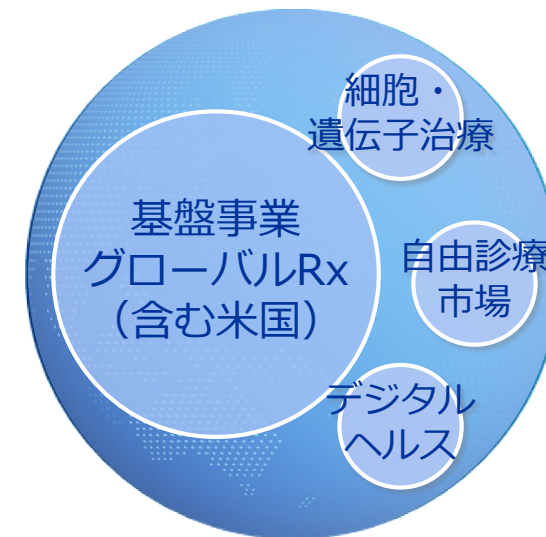 細胞・
遺伝子治療
基盤事業
グローバルRx
（含む米国）
自由診療
市場
デジタル
ヘルス